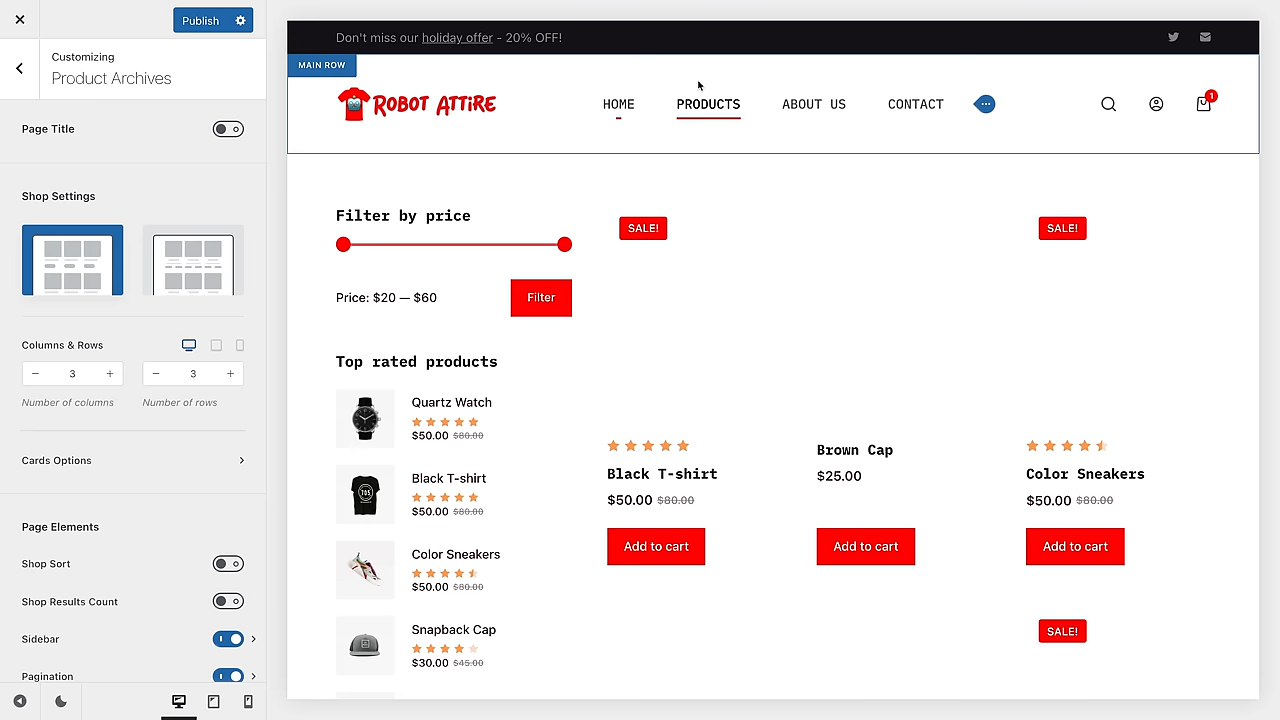 Publish
Customizing
Product Archives
Page Title
Shop Settings
Columns & Rows
3
3
Number of columns
Number of rows
Cards Options
Page Elements
Shop Sort
Shop Results Count
Sidebar
Pagination
Don't miss our holiday offer - 20% OFF!
MAIN ROW
ROBOT ATTIRE
HOME
PRODUCTS
ABOUT US
CONTACT
1
Filter by price
Price: $20 — $60
Filter
Top rated products
Quartz Watch
$50.00 $80.00
Black T-shirt
$50.00 $80.00
Color Sneakers
$50.00 $80.00
Snapback Cap
$30.00 $45.00
SALE!
Black T-shirt
$50.00 $80.00
Add to cart
Brown Cap
$25.00
Add to cart
SALE!
Color Sneakers
$50.00 $80.00
Add to cart
SALE!